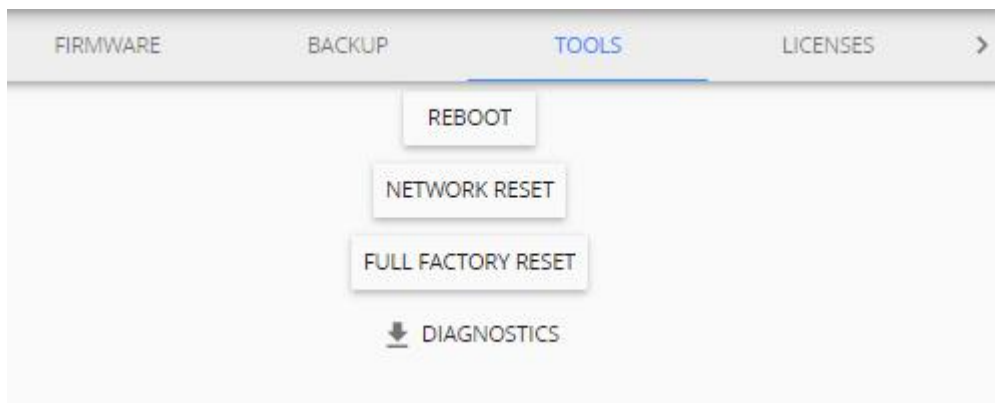 FIRMWARE BACKUP TOOLS LICENSES
REBOOT
NETWORK RESET
FULL FACTORY RESET
DIAGNOSTICS